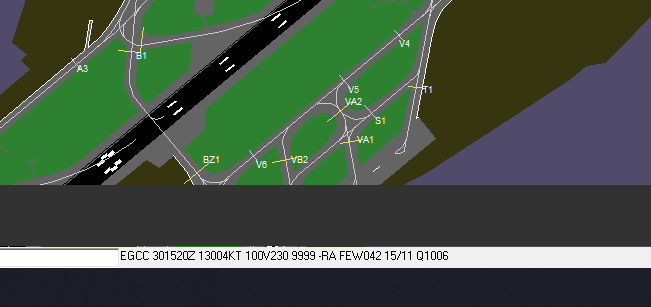 V4
B1
A3
V5
T1
VA2
S1
VA1
BZ1
V6
VB2
EGCC 301520Z 13004KT 100V230 9999 -RA FEW042 15/11 Q1006